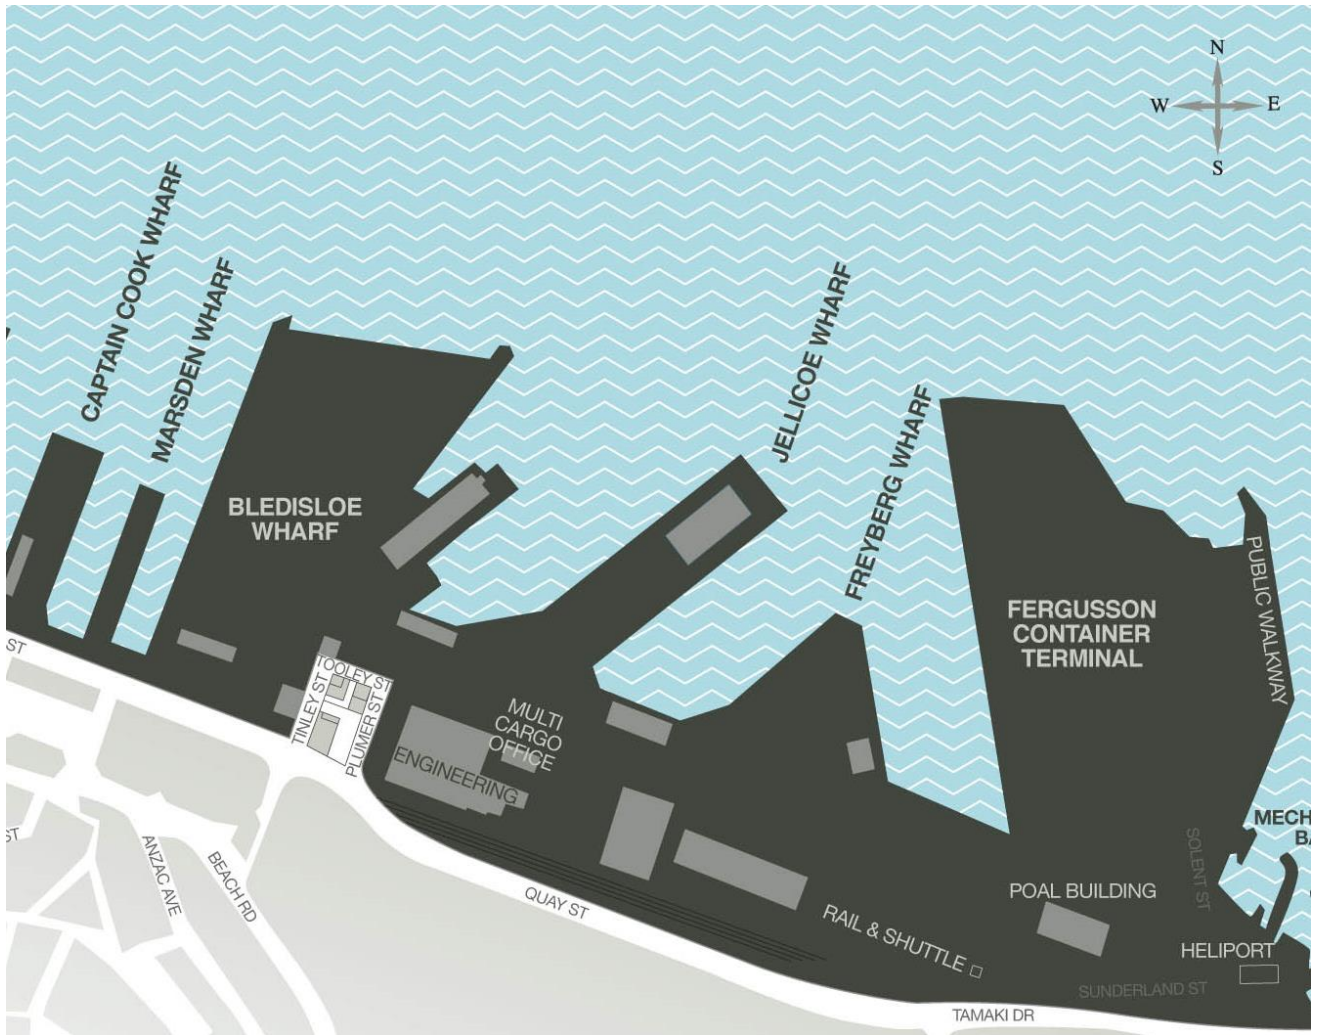 N
W
E
S
CAPTAIN COOK WHARF
MARSDEN WHARF
JELLICOE WHARF
FREYBERG WHARF
BLEDISLOE
WHARF
FERGUSSON
CONTAINER
TERMINAL
PUBLIC WALKWAY
ST
TOOLEY ST
TINLEY ST
PLUMER ST
MULTI
CARGO
OFFICE
ENGINEERING
MECH
BA
ST
ANZAC AVE
BEACH RD
SOLENT ST
QUAY ST
POAL BUILDING
RAIL & SHUTTLE
HELIPORT
SUNDERLAND ST
TAMAKI DR